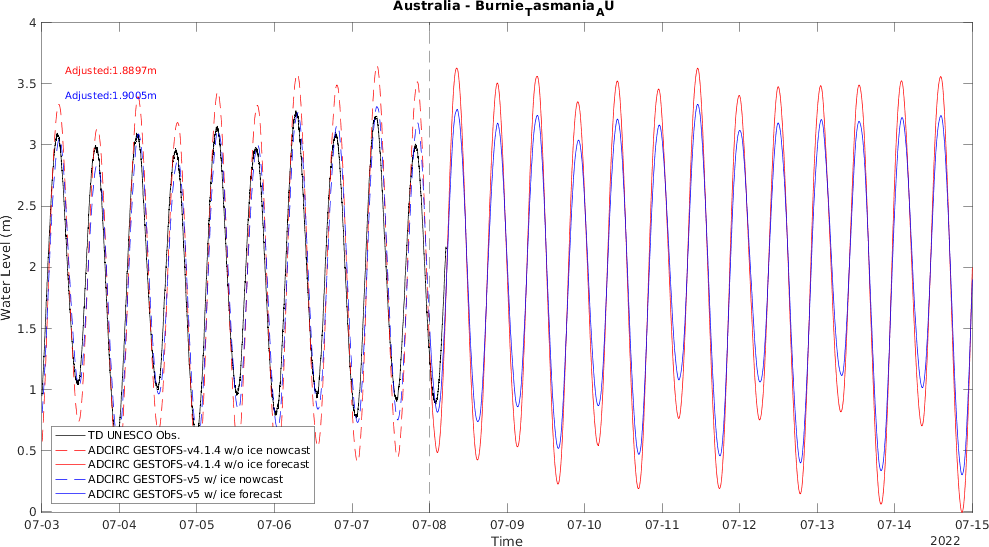 Australia - Burnie_Tasmania_AU
4
3.5
3
2.5
2
1.5
1
0.5
0
Water Level (m)
Adjusted:1.8897m
Adjusted:1.9005m
TD UNESCO Obs.
ADCIRC GESTOFS-v4.1.4 w/o ice nowcast
ADCIRC GESTOFS-v4.1.4 w/o ice forecast
ADCIRC GESTOFS-v5 w/ ice nowcast
ADCIRC GESTOFS-v5 w/ ice forecast
07-03 07-04 07-05 07-06 07-07 07-08 07-09 07-10 07-11 07-12 07-13 07-14 07-15
Time
2022